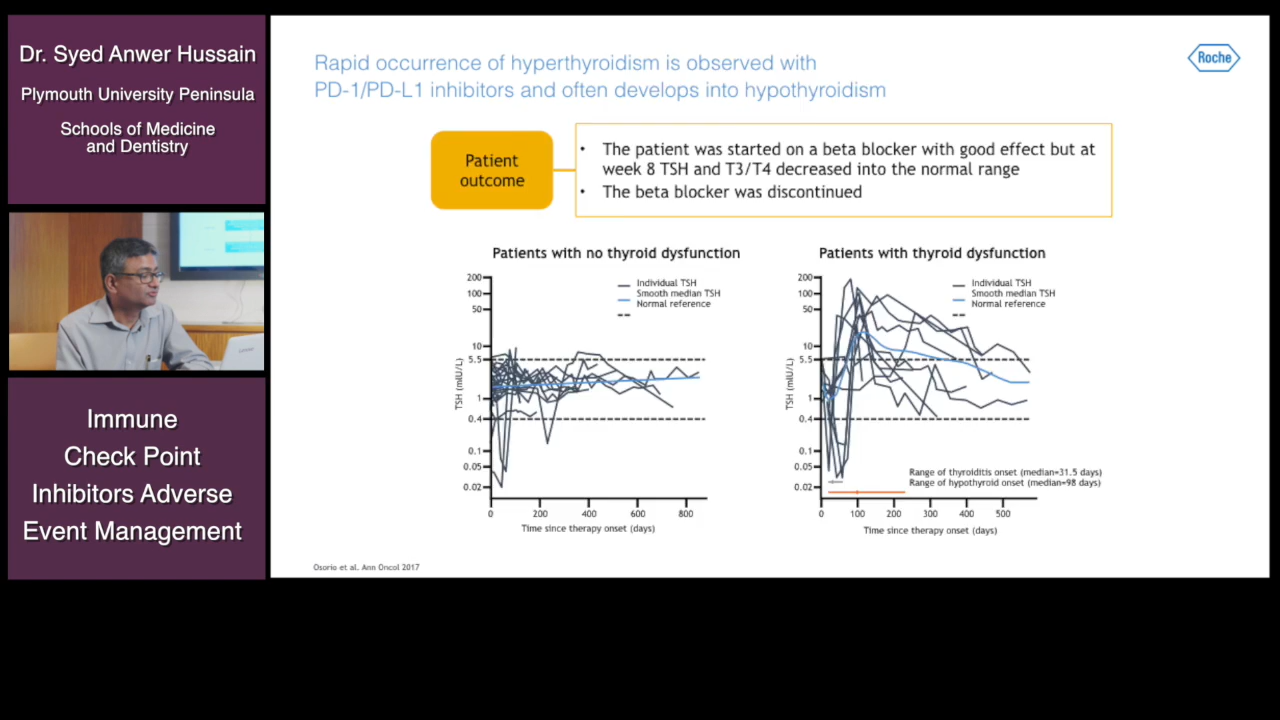 Dr. Syed Anwer Hussain
Plymouth University Peninsula
Schools of Medicine
and Dentistry
Immune
Check Point
Inhibitors Adverse
Event Management
Rapid occurrence of hyperthyroidism is observed with
PD-1/PD-L1 inhibitors and often develops into hypothyroidism
Roche
Patient
outcome
• The patient was started on a beta blocker with good effect but at
week 8 TSH and T3/T4 decreased into the normal range
• The beta blocker was discontinued
Patients with no thyroid dysfunction
Individual TSH
Smooth median TSH
Normal reference
TSH (mIU/L)
200
100
50
10
5.5
1
0.4
0.1
0.05
0.02
0 200 400 600 800
Time since therapy onset (days)
Patients with thyroid dysfunction
Individual TSH
Smooth median TSH
Normal reference
TSH (mIU/L)
200
100
50
10
5.5
1
0.4
0.1
0.05
0.02
Range of thyroiditis onset (median=31.5 days)
Range of hypothyroid onset (median=98 days)
0 100 200 300 400 500
Time since therapy onset (days)
Osorio et al. Ann Oncol 2017